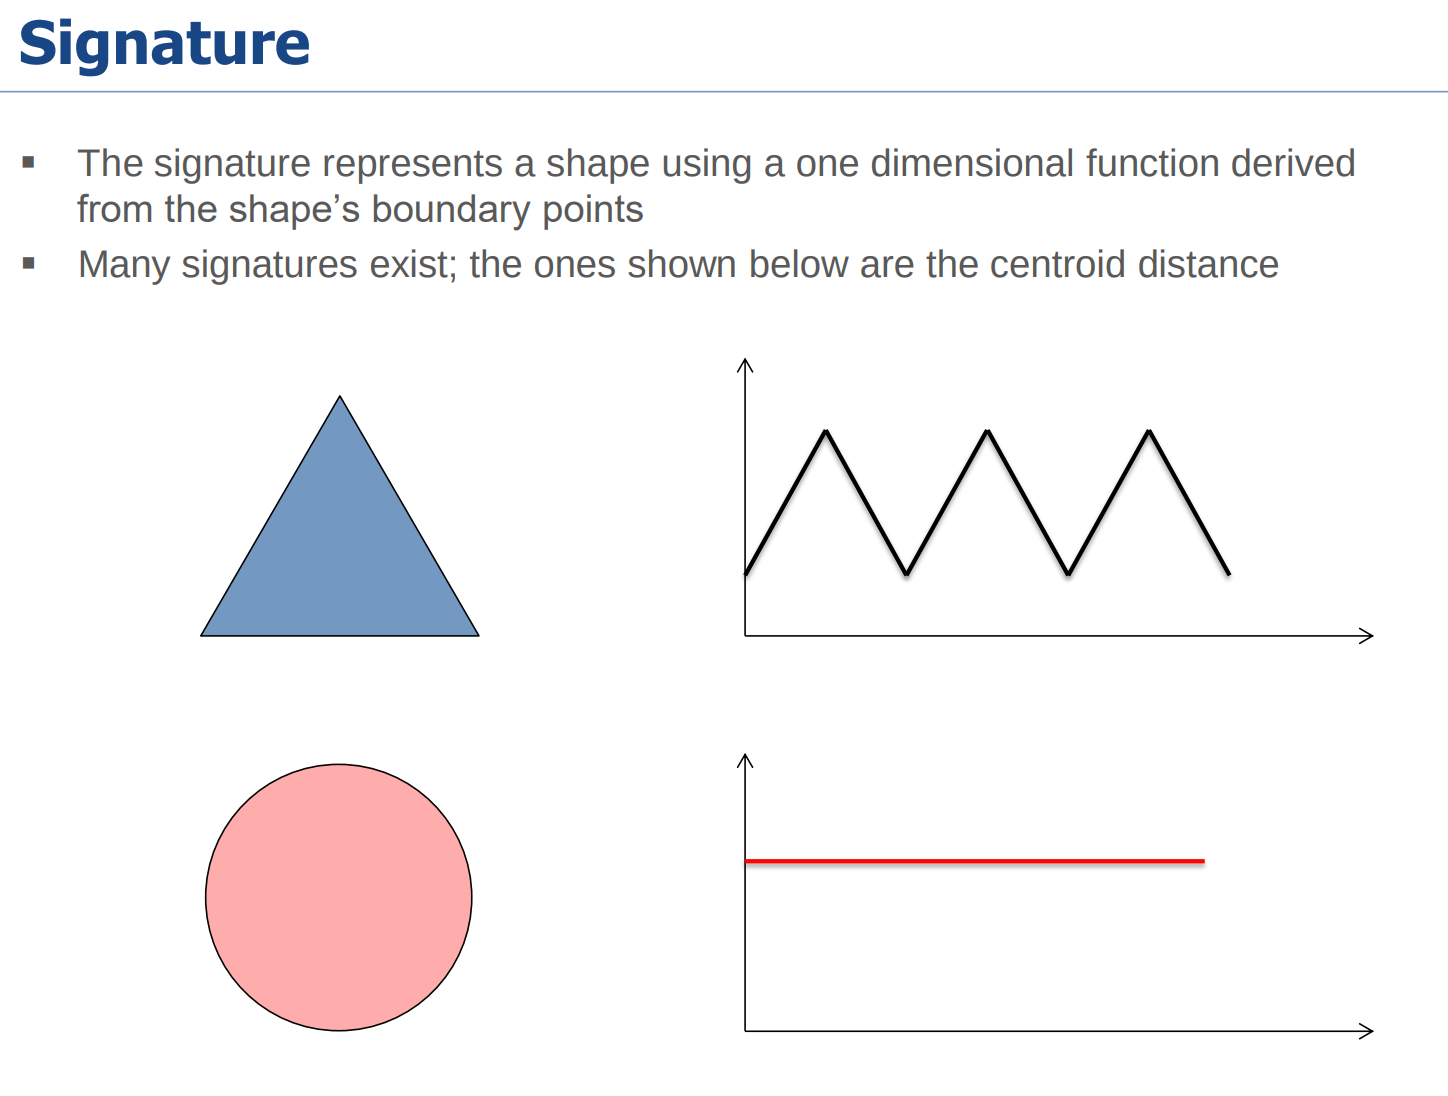 Signature
▪ The signature represents a shape using a one dimensional function derived
from the shape’s boundary points
▪ Many signatures exist; the ones shown below are the centroid distance